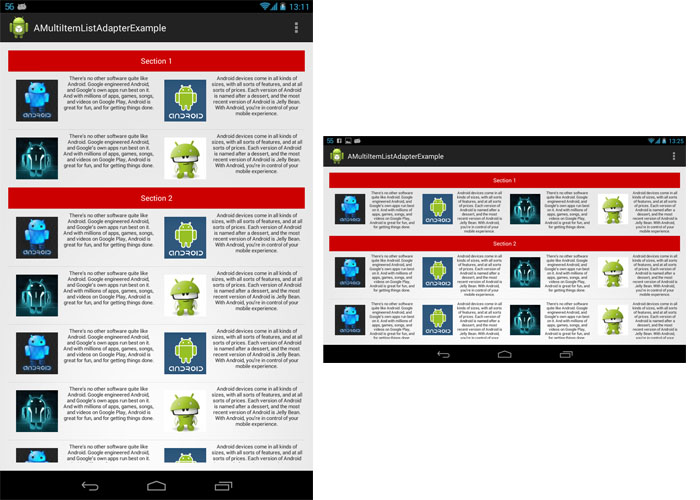 55
13:11
AMultiItemListAdapterExample
Section 1
There's no other software quite like
Android. Google engineered Android,
and Google's own apps run best on it.
And with millions of apps, games, songs,
and videos on Google Play, Android is
great for fun, and for getting things done.
ANDROID
Android devices come in all kinds of
sizes, with all sorts of features, and at all
sorts of prices. Each version of Android
is named after a dessert, and the most
recent version of Android is Jelly Bean.
With Android, you're in control of your
mobile experience.
ANDROID
There's no other software quite like
Android. Google engineered Android,
and Google's own apps run best on it.
And with millions of apps, games, songs,
and videos on Google Play, Android is
great for fun, and for getting things done.
Android devices come in all kinds of
sizes, with all sorts of features, and at all
sorts of prices. Each version of Android
is named after a dessert, and the most
recent version of Android is Jelly Bean.
With Android, you're in control of your
mobile experience.
Section 2
There's no other software quite like
Android. Google engineered Android,
and Google's own apps run best on it.
And with millions of apps, games, songs,
and videos on Google Play, Android is
great for fun, and for getting things done.
ANDROID
Android devices come in all kinds of
sizes, with all sorts of features, and at all
sorts of prices. Each version of Android
is named after a dessert, and the most
recent version of Android is Jelly Bean.
With Android, you're in control of your
mobile experience.
ANDROID
There's no other software quite like
Android. Google engineered Android,
and Google's own apps run best on it.
And with millions of apps, games, songs,
and videos on Google Play, Android is
great for fun, and for getting things done.
Android devices come in all kinds of
sizes, with all sorts of features, and at all
sorts of prices. Each version of Android
is named after a dessert, and the most
recent version of Android is Jelly Bean.
With Android, you're in control of your
mobile experience.
There's no other software quite like
Android. Google engineered Android,
and Google's own apps run best on it.
And with millions of apps, games, songs,
and videos on Google Play, Android is
great for fun, and for getting things done.
ANDROID
Android devices come in all kinds of
sizes, with all sorts of features, and at all
sorts of prices. Each version of Android
is named after a dessert, and the most
recent version of Android is Jelly Bean.
With Android, you're in control of your
mobile experience.
ANDROID
There's no other software quite like
Android. Google engineered Android,
and Google's own apps run best on it.
And with millions of apps, games, songs,
and videos on Google Play, Android is
great for fun, and for getting things done.
Android devices come in all kinds of
sizes, with all sorts of features, and at all
sorts of prices. Each version of Android
is named after a dessert, and the most
recent version of Android is Jelly Bean.
With Android, you're in control of your
mobile experience.
There's no other software quite like
Android. Google engineered Android,
and Google's own apps run best on it.
Android devices come in all kinds of
sizes, with all sorts of features, and at all
sorts of prices. Each version of Android
55
13:25
AMultiItemListAdapterExample
Section 1
There's no other software
quite like Android. Google
engineered Android, and
Google's own apps run best
on it. And with millions of
apps, games, songs, and
videos on Google Play,
Android is great for fun, and
for getting things done.
ANDROID
Android devices come in all
kinds of sizes, with all sorts
of features, and at all sorts
of prices. Each version of
Android is named after a
dessert, and the most
recent version of Android is
Jelly Bean. With Android,
you're in control of your
mobile experience.
ANDROID
There's no other software
quite like Android. Google
engineered Android, and
Google's own apps run best
on it. And with millions of
apps, games, songs, and
videos on Google Play,
Android is great for fun, and
for getting things done.
Android devices come in all
kinds of sizes, with all sorts
of features, and at all sorts
of prices. Each version of
Android is named after a
dessert, and the most
recent version of Android is
Jelly Bean. With Android,
you're in control of your
mobile experience.
Section 2
There's no other software
quite like Android. Google
engineered Android, and
Google's own apps run best
on it. And with millions of
apps, games, songs, and
videos on Google Play,
Android is great for fun, and
for getting things done.
ANDROID
Android devices come in all
kinds of sizes, with all sorts
of features, and at all sorts
of prices. Each version of
Android is named after a
dessert, and the most
recent version of Android is
Jelly Bean. With Android,
you're in control of your
mobile experience.
ANDROID
There's no other software
quite like Android. Google
engineered Android, and
Google's own apps run best
on it. And with millions of
apps, games, songs, and
videos on Google Play,
Android is great for fun, and
for getting things done.
Android devices come in all
kinds of sizes, with all sorts
of features, and at all sorts
of prices. Each version of
Android is named after a
dessert, and the most
recent version of Android is
Jelly Bean. With Android,
you're in control of your
mobile experience.
There's no other software
quite like Android. Google
engineered Android, and
Google's own apps run best
on it. And with millions of
apps, games, songs, and
videos on Google Play,
Android is great for fun, and
for getting things done.
Android devices come in all
kinds of sizes, with all sorts
of features, and at all sorts
of prices. Each version of
Android is named after a
dessert, and the most
recent version of Android is
Jelly Bean. With Android,
There's no other software
quite like Android. Google
engineered Android, and
Google's own apps run best
on it. And with millions of
apps, games, songs, and
videos on Google Play,
Android is great for fun, and
for getting things done.
Android devices come in all
kinds of sizes, with all sorts
of features, and at all sorts
of prices. Each version of
Android is named after a
dessert, and the most
recent version of Android is
Jelly Bean. With Android,